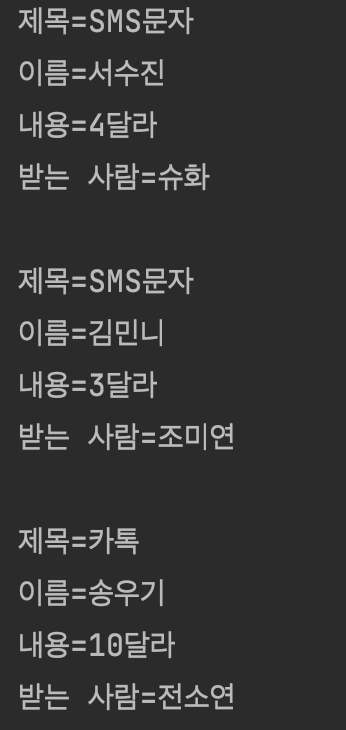 제목=SMS문자
이름=서수진
내용=4달라
받는 사람=슈화

제목=SMS문자
이름=김민니
내용=3달라
받는 사람=조미연

제목=카톡
이름=송우기
내용=10달라
받는 사람=전소연